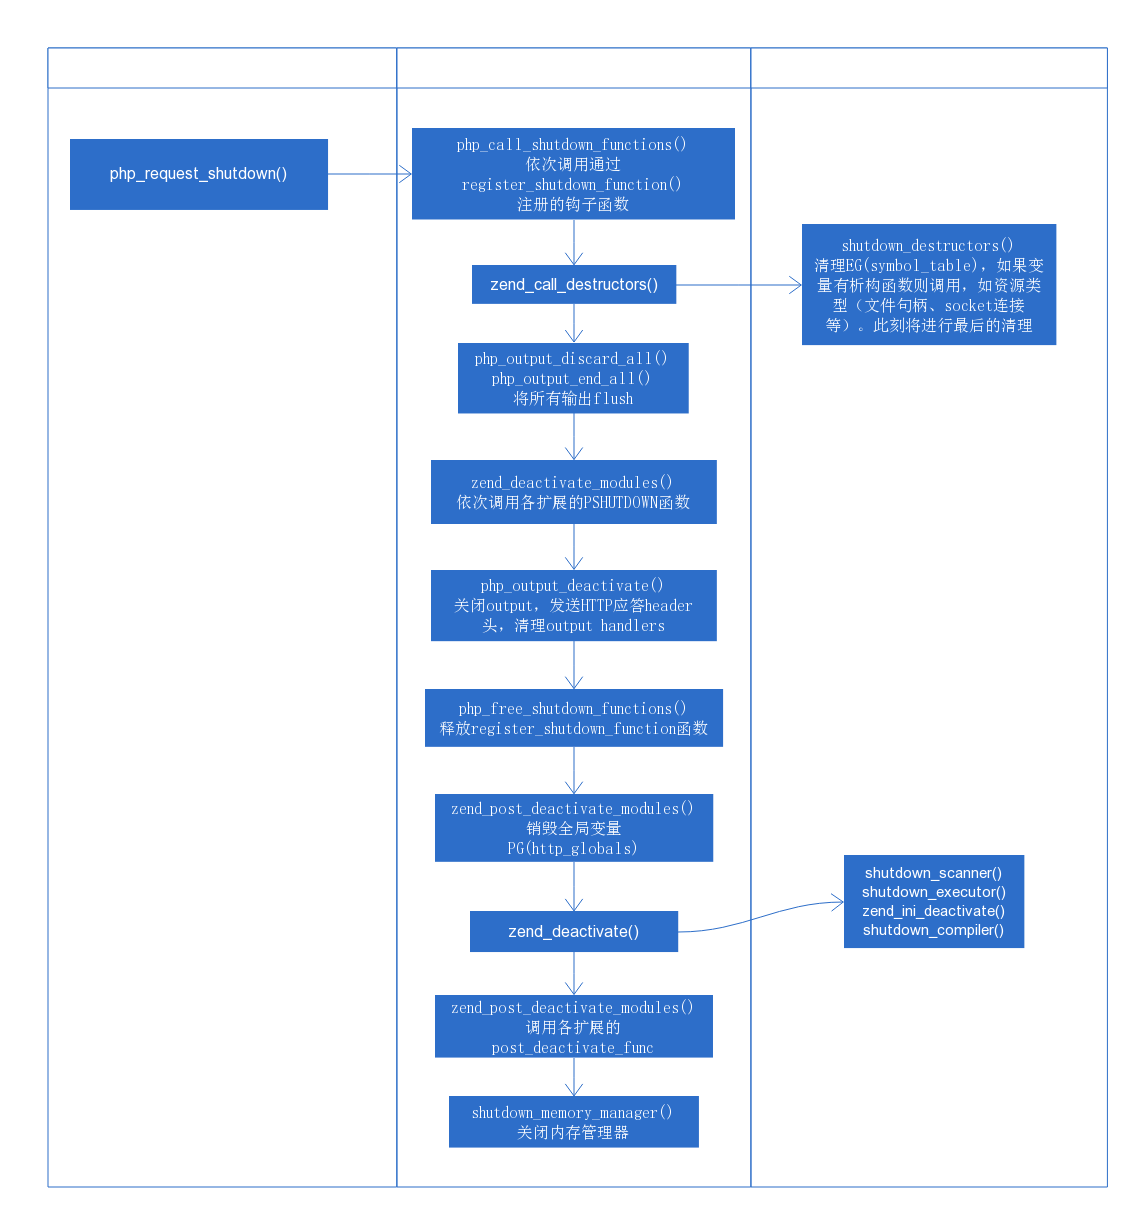 php_request_shutdown()
php_call_shutdown_functions()
依次调用通过
register_shutdown_function()
注册的钩子函数
zend_call_destructors()
shutdown_destructors()
清理EG(symbol_table), 如果变
量有析构函数则调用, 如资源类
型（文件句柄、socket连接
等）。此刻将进行最后的清理
php_output_discard_all()
php_output_end_all()
将所有输出flush
zend_deactivate_modules()
依次调用各扩展的PSHUTDOWN函数
php_output_deactivate()
关闭output, 发送HTTP应答header
头, 清理output handlers
php_free_shutdown_functions()
释放register_shutdown_function函数
zend_post_deactivate_modules()
销毁全局变量
PG(http_globals)
zend_deactivate()
shutdown_scanner()
shutdown_executor()
zend_ini_deactivate()
shutdown_compiler()
zend_post_deactivate_modules()
调用各扩展的
post_deactivate_func
shutdown_memory_manager()
关闭内存管理器